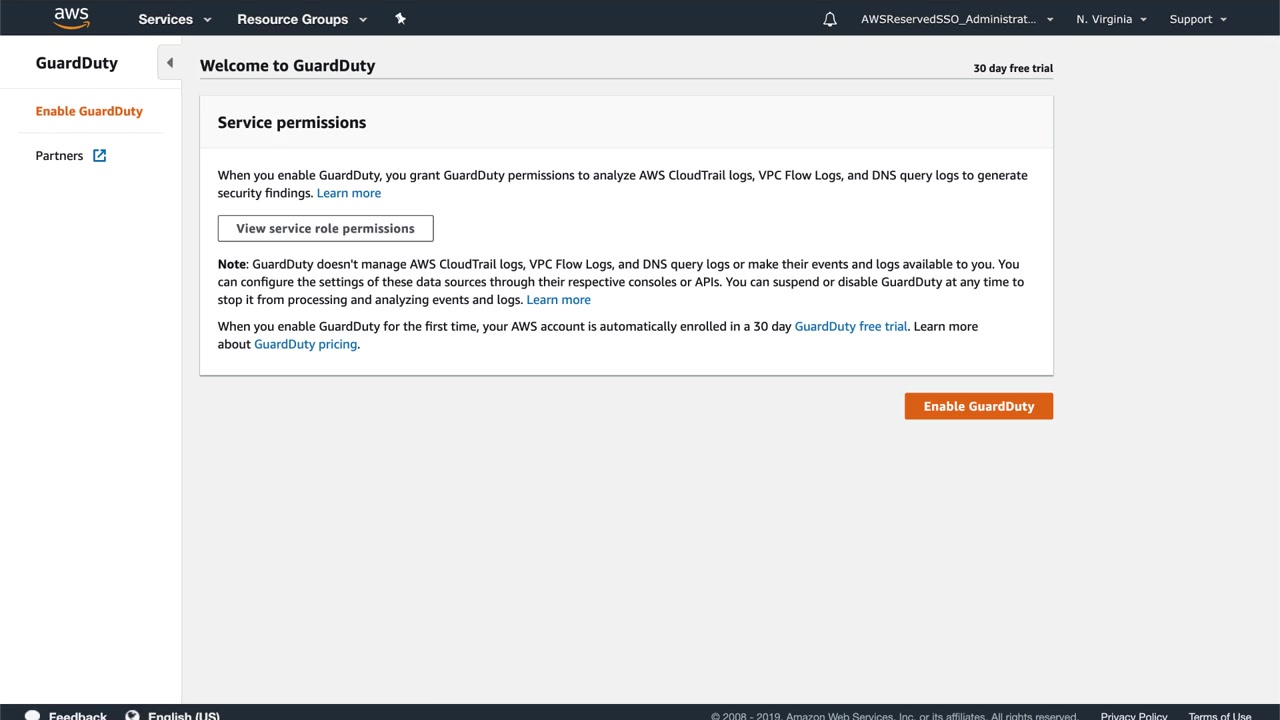 aws Services Resource Groups AWSReservedSSO_Administrat... N. Virginia Support
GuardDuty
Enable GuardDuty
Partners
Welcome to GuardDuty
30 day free trial
Service permissions
When you enable GuardDuty, you grant GuardDuty permissions to analyze AWS CloudTrail logs, VPC Flow Logs, and DNS query logs to generate
security findings. Learn more
View service role permissions
Note: GuardDuty doesn't manage AWS CloudTrail logs, VPC Flow Logs, and DNS query logs or make their events and logs available to you. You
can configure the settings of these data sources through their respective consoles or APIs. You can suspend or disable GuardDuty at any time to
stop it from processing and analyzing events and logs. Learn more
When you enable GuardDuty for the first time, your AWS account is automatically enrolled in a 30 day GuardDuty free trial. Learn more
about GuardDuty pricing.
Enable GuardDuty
Feedback English (US) © 2008 - 2019, Amazon Web Services, Inc. or its affiliates. All rights reserved. Privacy Policy Terms of Use